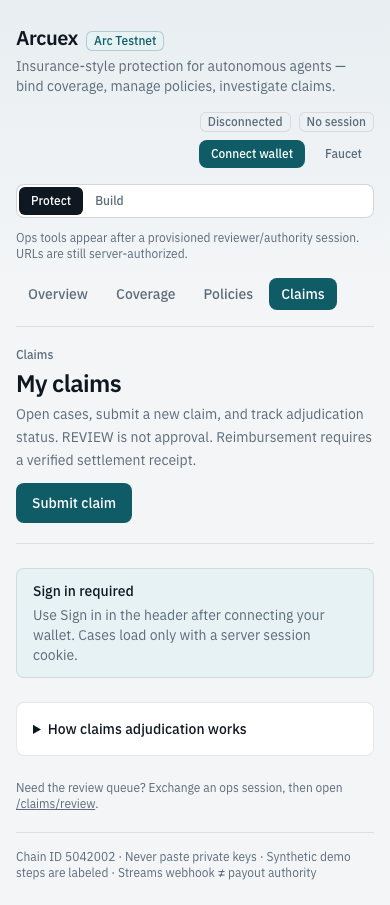 Arcuex Arc Testnet
Insurance-style protection for autonomous agents —
bind coverage, manage policies, investigate claims.
Disconnected No session
Connect wallet Faucet
Protect Build
Ops tools appear after a provisioned reviewer/authority session.
URLs are still server-authorized.
Overview Coverage Policies Claims
Claims
My claims
Open cases, submit a new claim, and track adjudication
status. REVIEW is not approval. Reimbursement requires
a verified settlement receipt.
Submit claim
Sign in required
Use Sign in in the header after connecting your
wallet. Cases load only with a server session
cookie.
▶ How claims adjudication works
Need the review queue? Exchange an ops session, then open
/claims/review.
Chain ID 5042002 · Never paste private keys · Synthetic demo
steps are labeled · Streams webhook ≠ payout authority